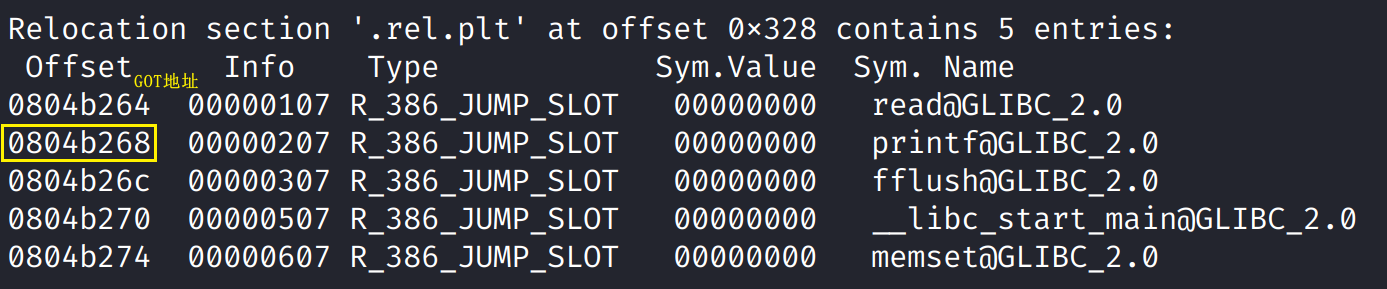 Relocation section '.rel.plt' at offset 0×328 contains 5 entries:
Offset GOT地址 Info Type Sym.Value Sym. Name
0804b264 00000107 R_386_JUMP_SLOT 00000000 read@GLIBC_2.0
0804b268 00000207 R_386_JUMP_SLOT 00000000 printf@GLIBC_2.0
0804b26c 00000307 R_386_JUMP_SLOT 00000000 fflush@GLIBC_2.0
0804b270 00000507 R_386_JUMP_SLOT 00000000 __libc_start_main@GLIBC_2.0
0804b274 00000607 R_386_JUMP_SLOT 00000000 memset@GLIBC_2.0